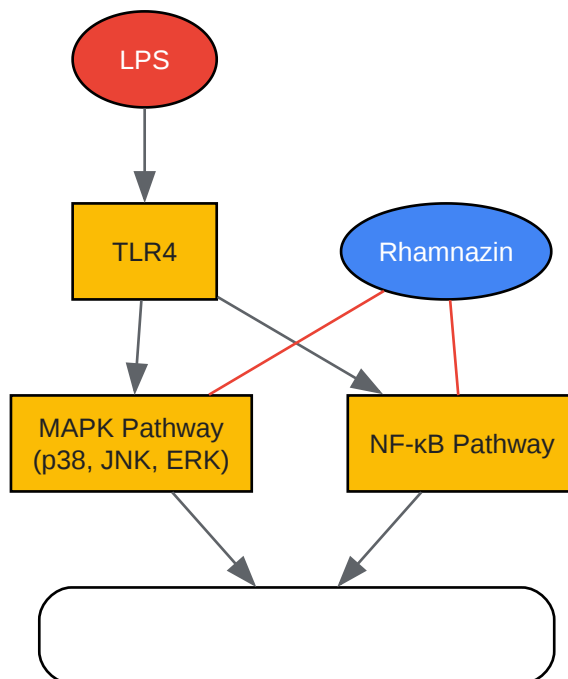 LPS
TLR4
Rhamnazin
MAPK Pathway
(p38, JNK, ERK)
NF-κB Pathway